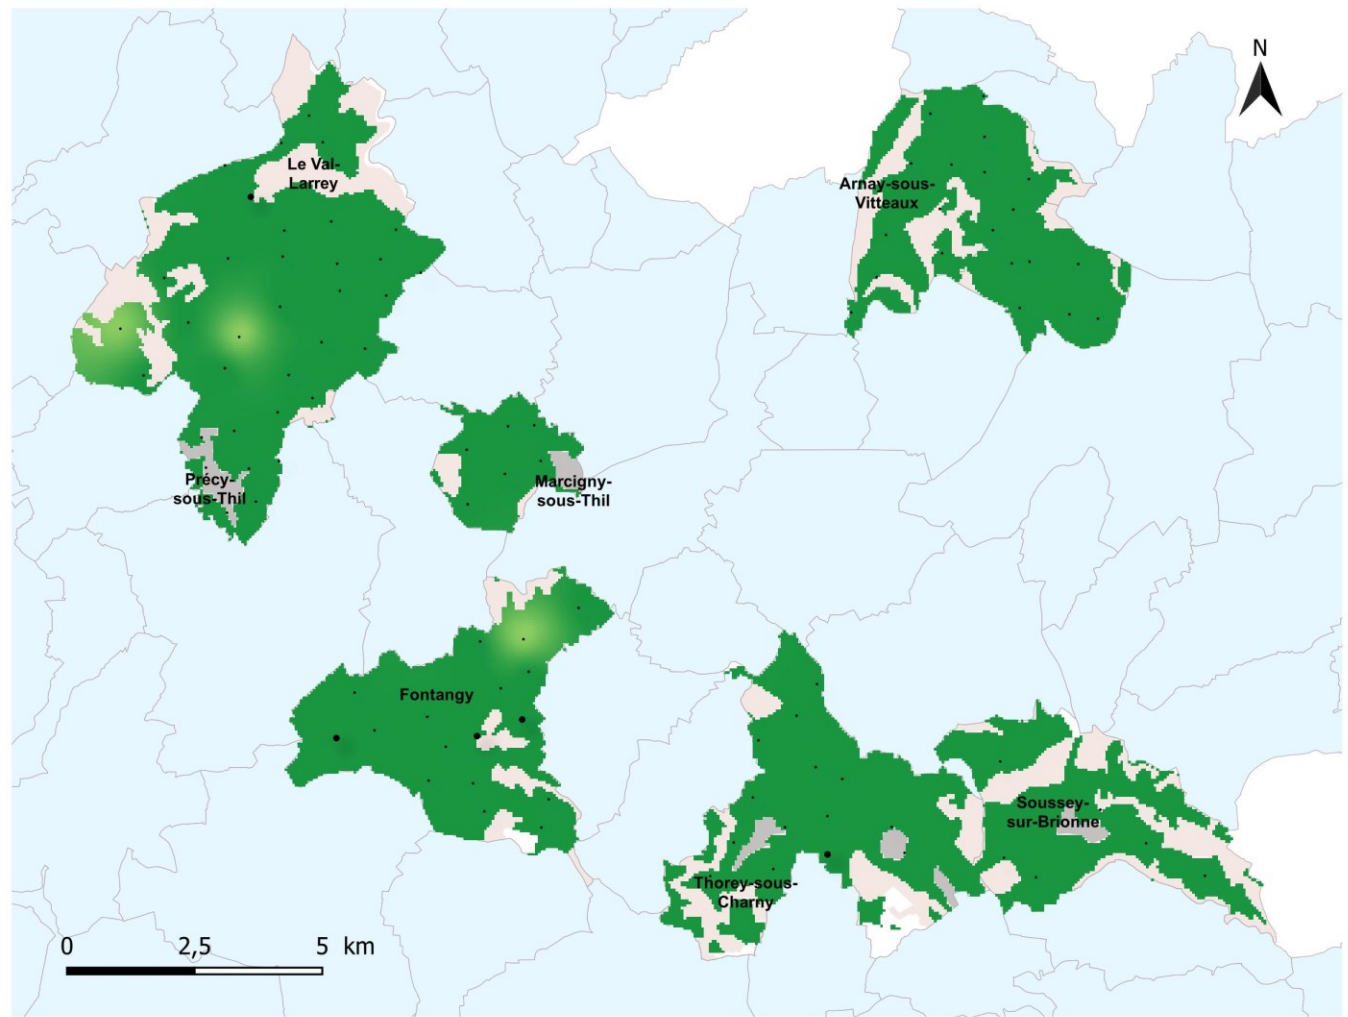 N
Le Val-
Larrey
Arnay-sous-
Vitteaux
Précy-
sous-Thil
Marcigny-
sous-Thil
Fontangy
Soussey-
sur-Brionne
Thorey-sous-
Charny
0 2,5 5 km